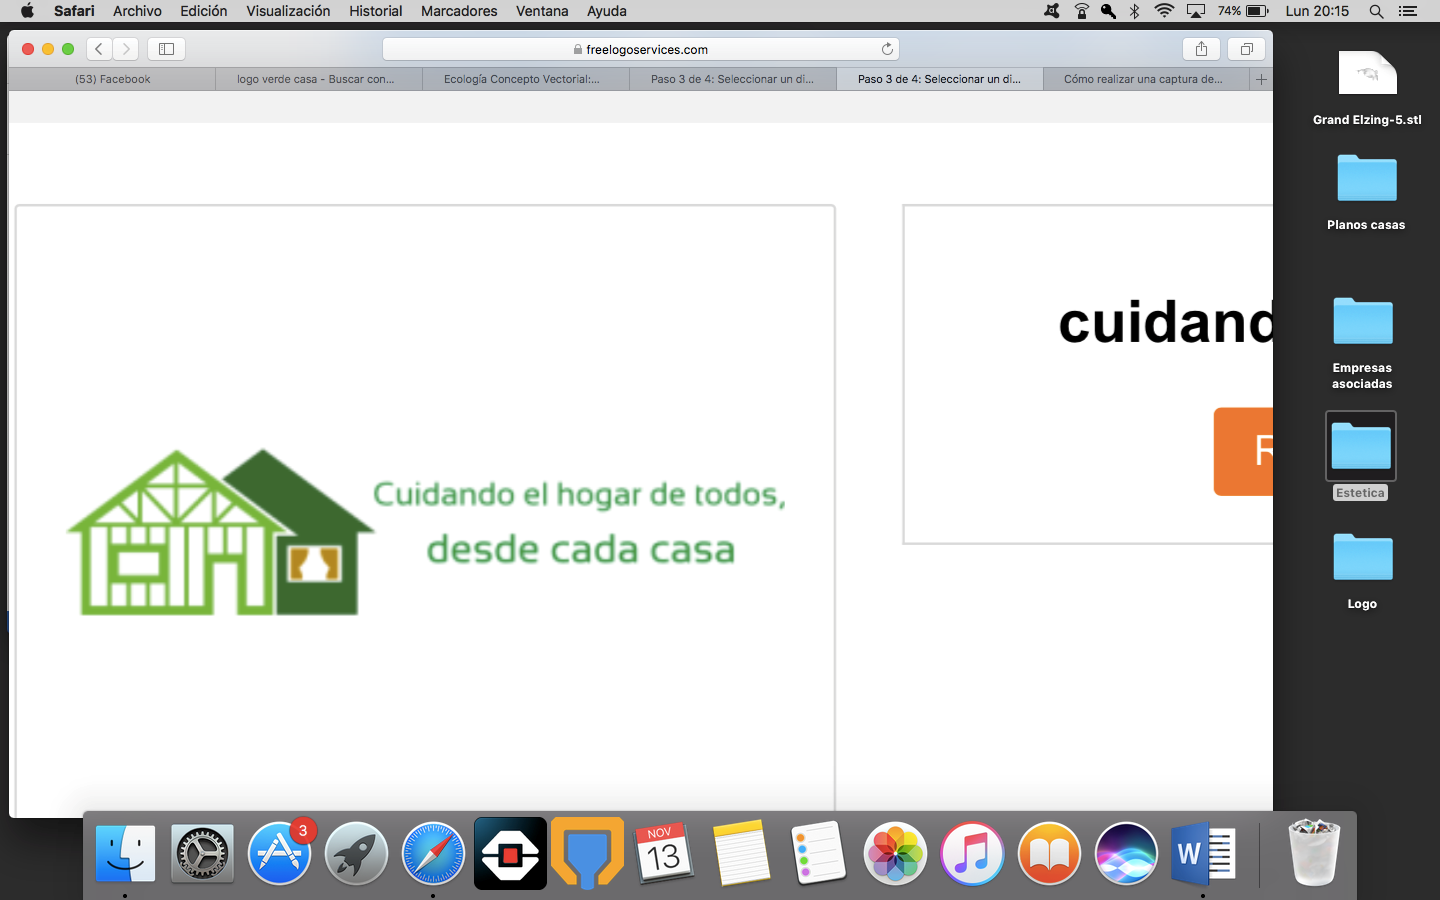 Safari Archivo Edición Visualización Historial Marcadores Ventana Ayuda 74% Lun 20:15
freelogoservices.com
(53) Facebook
logo verde casa - Buscar con...
Ecología Concepto Vectorial:...
Paso 3 de 4: Seleccionar un di...
Paso 3 de 4: Seleccionar un di...
Cómo realizar una captura de...
Cuidando el hogar de todos,
desde cada casa
cuidand
R
Grand Elzing-5.stl
Planos casas
Empresas
asociadas
Estetica
Logo
3
NOV
13
W